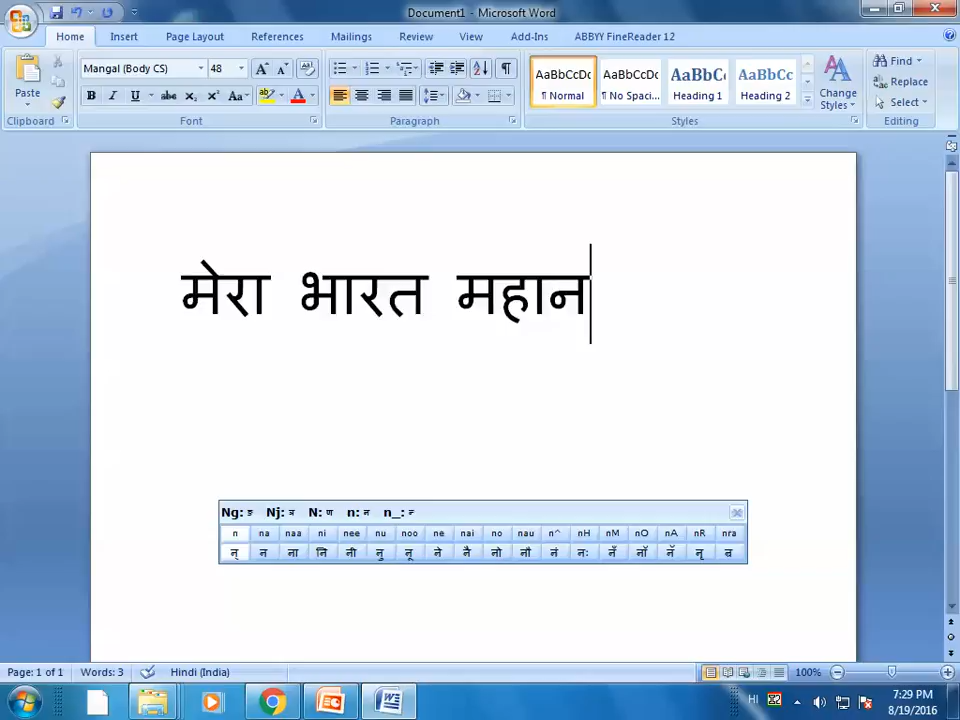 Document1 - Microsoft Word
Home Insert Page Layout References Mailings Review View Add-Ins ABBYY FineReader 12
Mangal (Body CS) 48 AaBbCcDc AaBbCcDc AaBbC AaBbCc Find
Paste B I U abc x₂ x² Aa A ¶ Normal ¶ No Spaci... Heading 1 Heading 2 Change Styles Replace
Select
Clipboard Font Paragraph Styles Editing
मेरा भारत महान
Ng: ङ Nj: ञ N: ण n: न n_:
n na naa ni nee nu noo ne nai no nau n^ nH nM nO nA nR nra
न् न ना नि नी नु नू ने नै नो नौ नं नः नँ नॉ नॅ नृ न्र
Page: 1 of 1 Words: 3 Hindi (India) 100%
HI 7:29 PM
8/19/2016